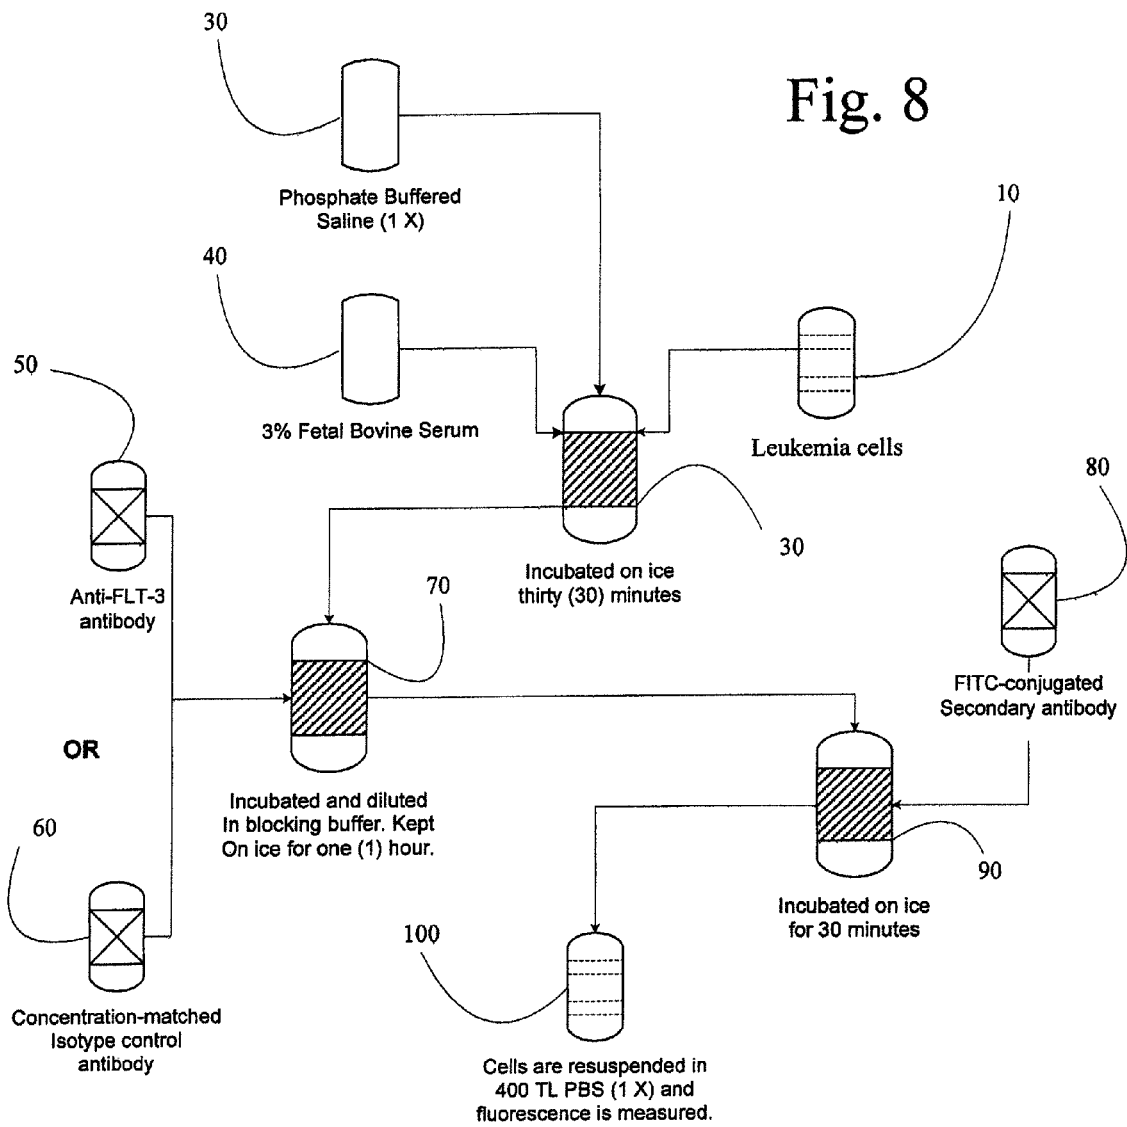 30
Fig. 8
Phosphate Buffered
Saline (1 X)
10
40
50
3% Fetal Bovine Serum
Leukemia cells
80
30
Anti-FLT-3
antibody
Incubated on ice
thirty (30) minutes
70
FITC-conjugated
Secondary antibody
OR
Incubated and diluted
In blocking buffer. Kept
On ice for one (1) hour.
60
90
Incubated on ice
for 30 minutes
100
Concentration-matched
Isotype control
antibody
Cells are resuspended in
400 TL PBS (1 X) and
fluorescence is measured.